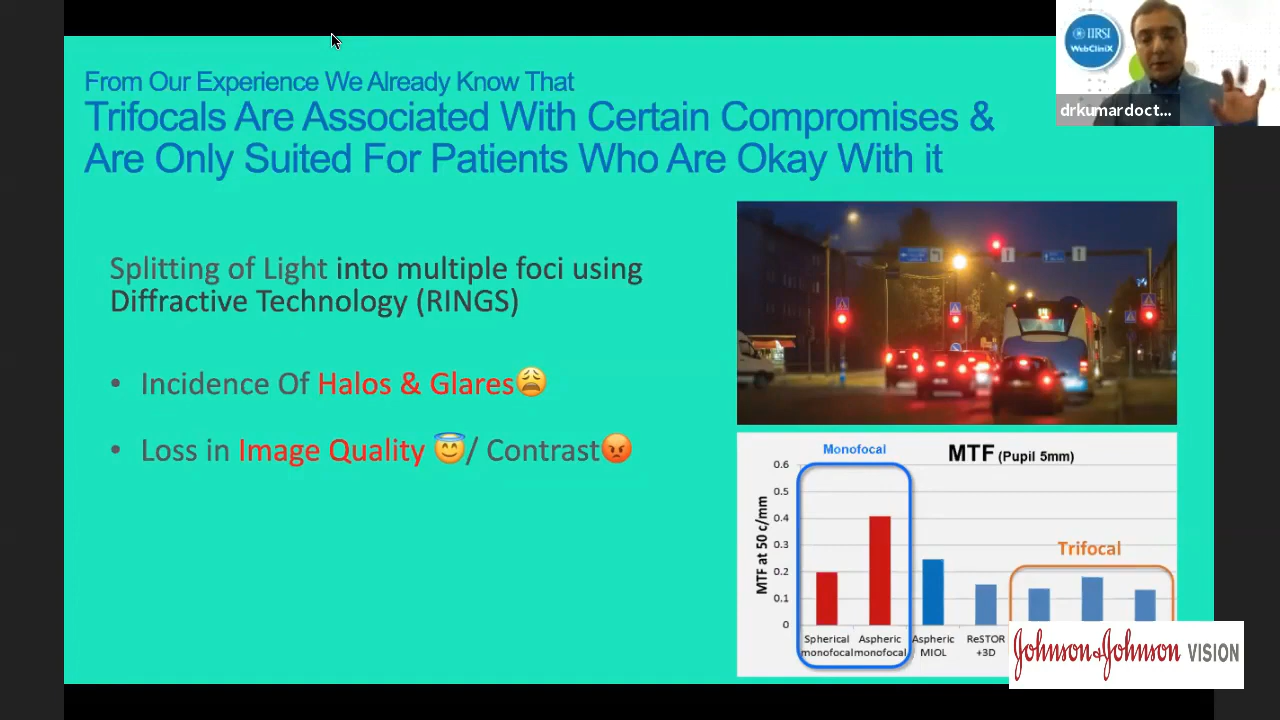 From Our Experience We Already Know That
Trifocals Are Associated With Certain Compromises &
Are Only Suited For Patients Who Are Okay With it
IIRSI
WebCliniX
drkumardoct...
Splitting of Light into multiple foci using
Diffractive Technology (RINGS)
• Incidence Of Halos & Glares😩
• Loss in Image Quality 😇/ Contrast😡
Monofocal
MTF (Pupil 5mm)
MTF at 50 c/mm
0.6
0.5
0.4
0.3
0.2
0.1
0
Trifocal
Spherical monofocal
Aspheric monofocal
Aspheric MIOL
ReSTOR +3D
Johnson & Johnson VISION